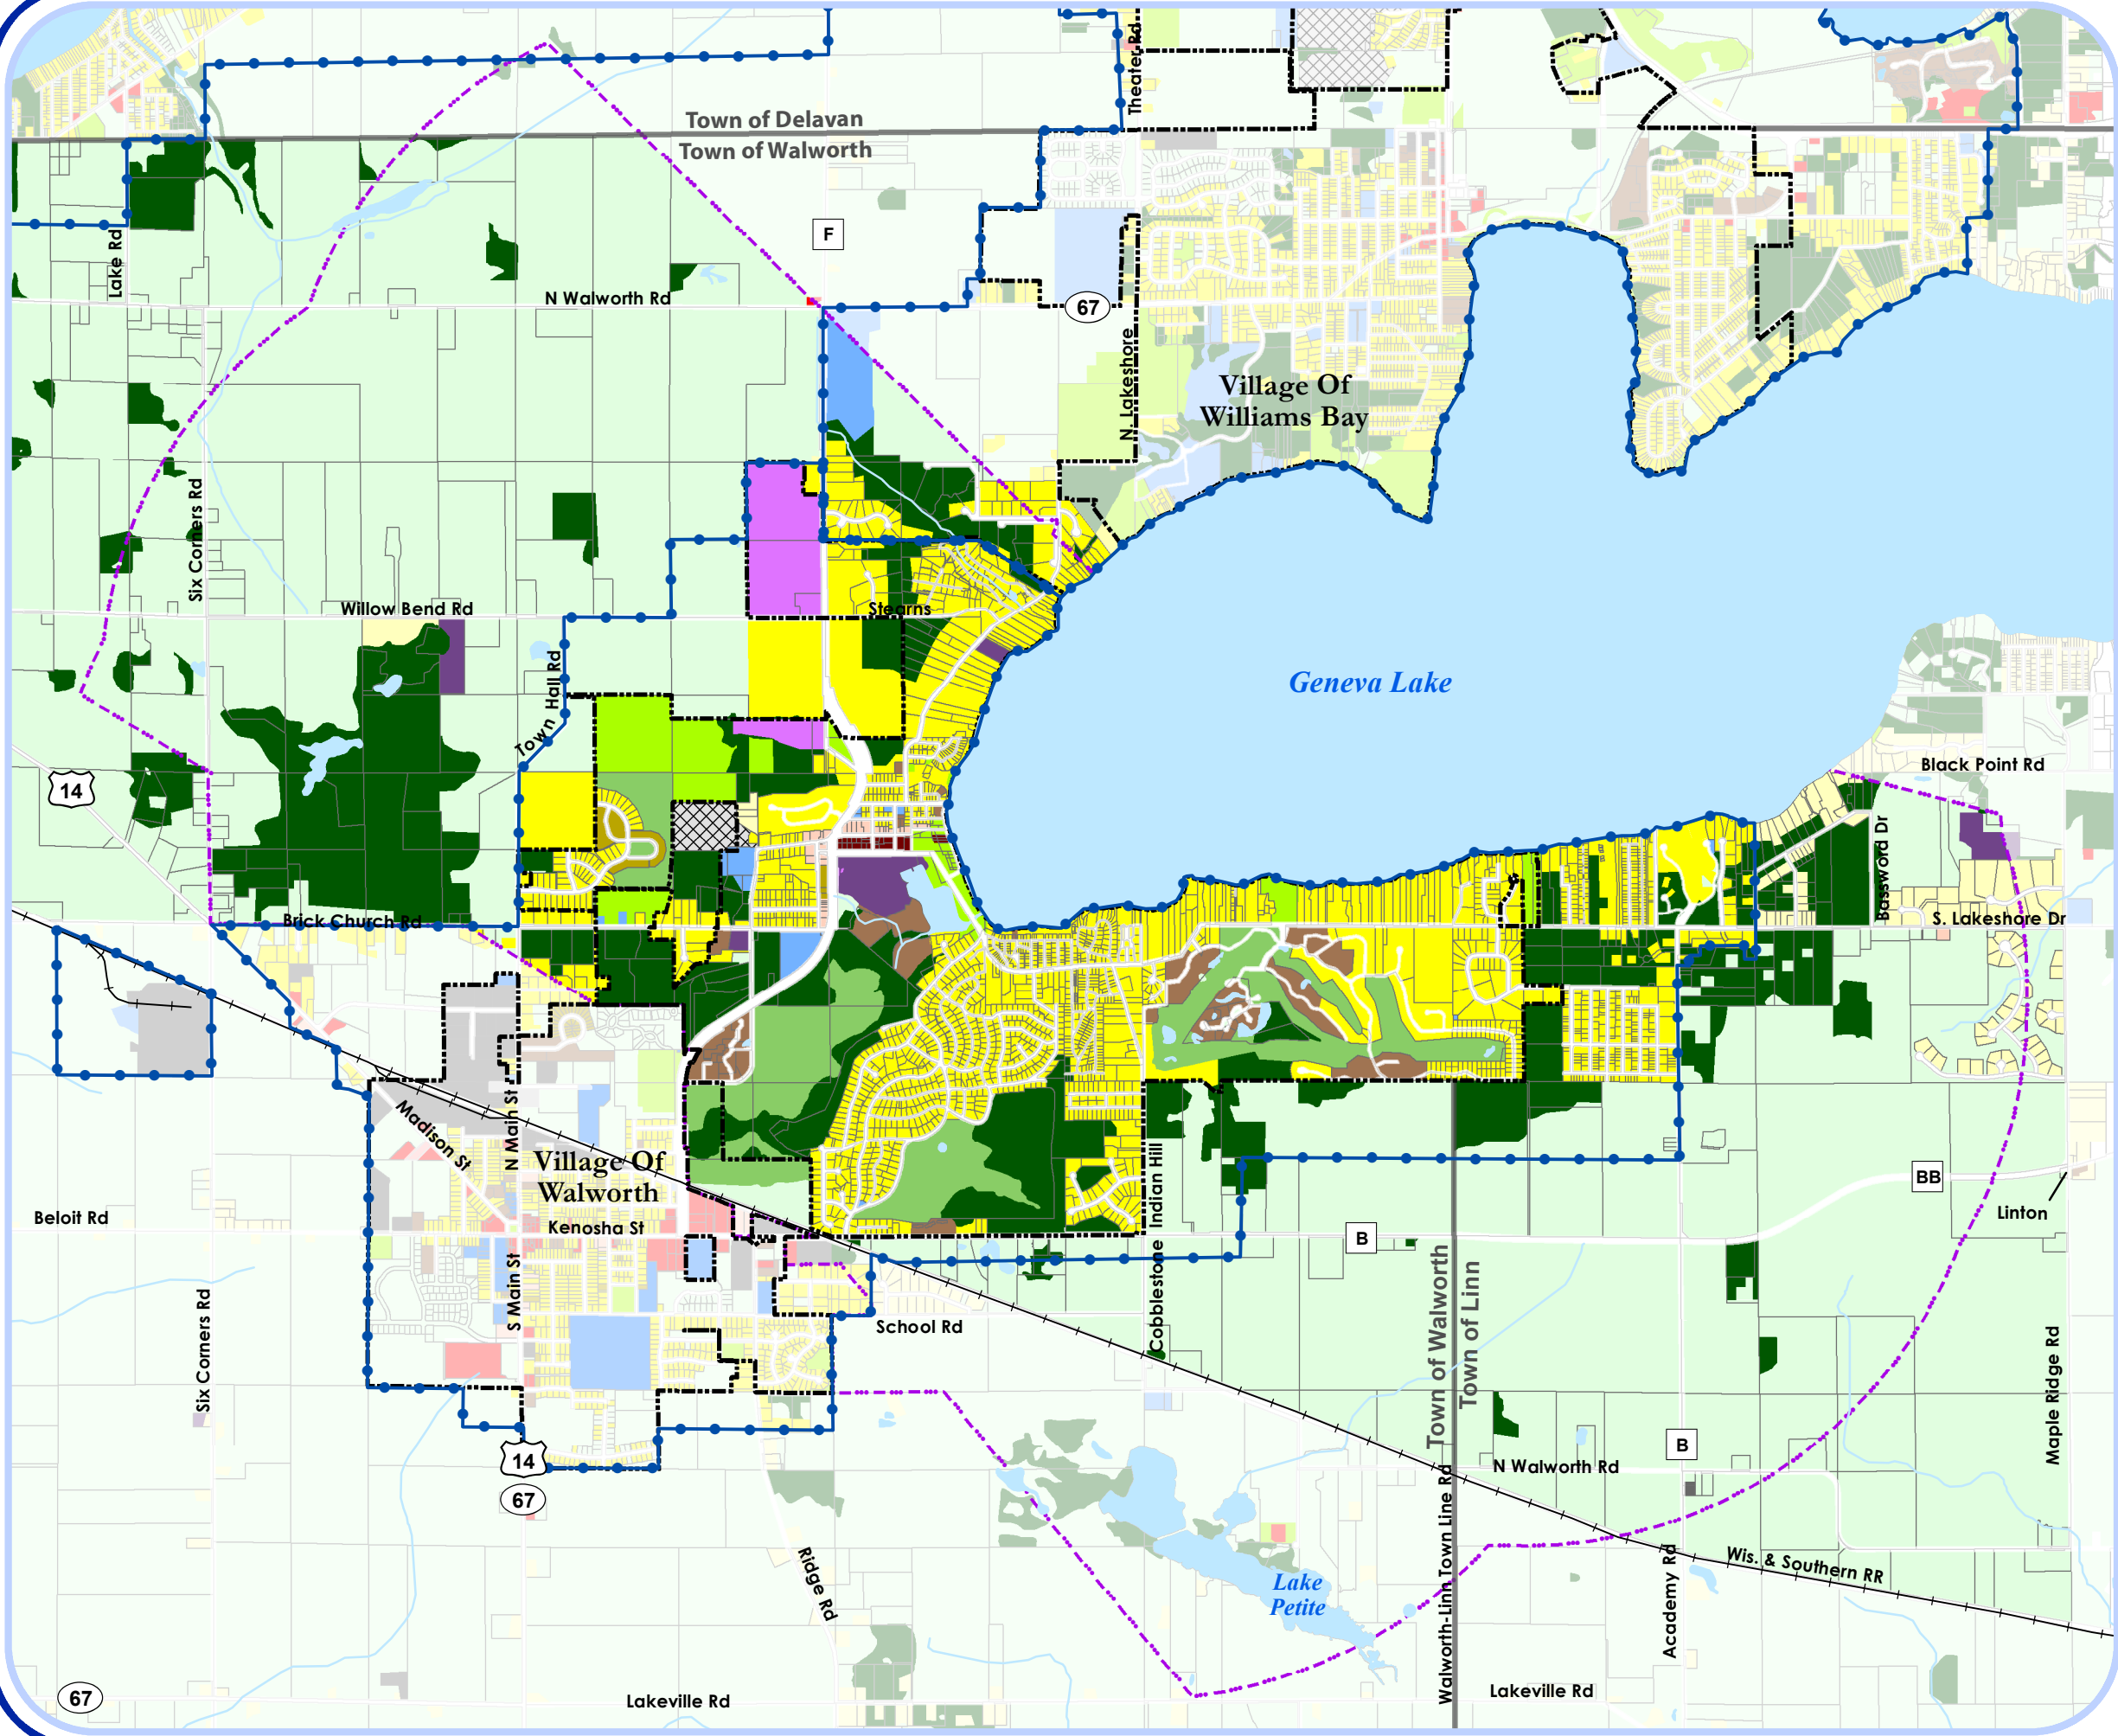 Theater Rd
Town of Delavan
Town of Walworth
F
Lake Rd
N Walworth Rd
67
N. Lakeshore
Village Of
Williams Bay
Six Corners Rd
Willow Bend Rd
Stearns
Town Hall Rd
Geneva Lake
14
Black Point Rd
Basswood Dr
Brick Church Rd
S. Lakeshore Dr
Madison St
N Main St
Village Of
Walworth
Indian Hill
BB
Beloit Rd
Kenosha St
B
Linton
S Main St
Six Corners Rd
Cobblestone
School Rd
Town of Walworth
Town of Linn
Maple Ridge Rd
14
B
N Walworth Rd
67
Ridge Rd
Lake
Petite
Walworth-Linn Town Line Rd
Academy Rd
Wis. & Southern RR
67
Lakeville Rd
Lakeville Rd